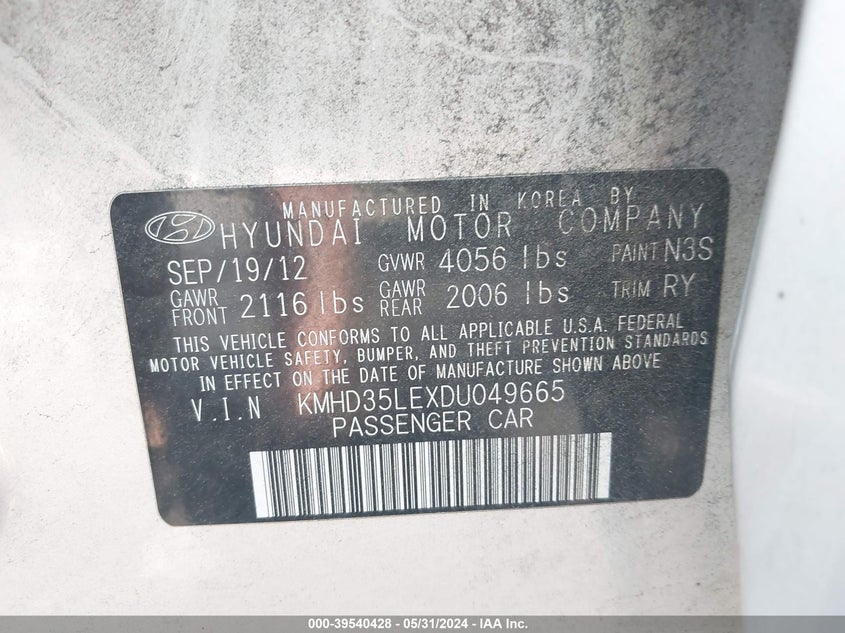 MANUFACTURED IN KOREA BY
HYUNDAI MOTOR COMPANY
SEP/19/12 GVWR 4056 lbs PAINT N3S
GAWR FRONT 2116 lbs GAWR REAR 2006 lbs TRIM RY
THIS VEHICLE CONFORMS TO ALL APPLICABLE U.S.A. FEDERAL
MOTOR VEHICLE SAFETY, BUMPER, AND THEFT PREVENTION STANDARDS
IN EFFECT ON THE DATE OF MANUFACTURE SHOWN ABOVE
V.I.N KMHD35LEXDU049665
PASSENGER CAR
000-39540428 - 05/31/2024 - IAA Inc.